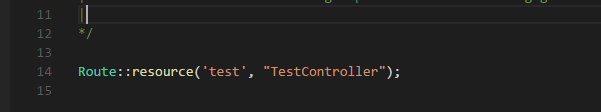 11 |
12 */
13
14 Route::resource('test', "TestController");
15